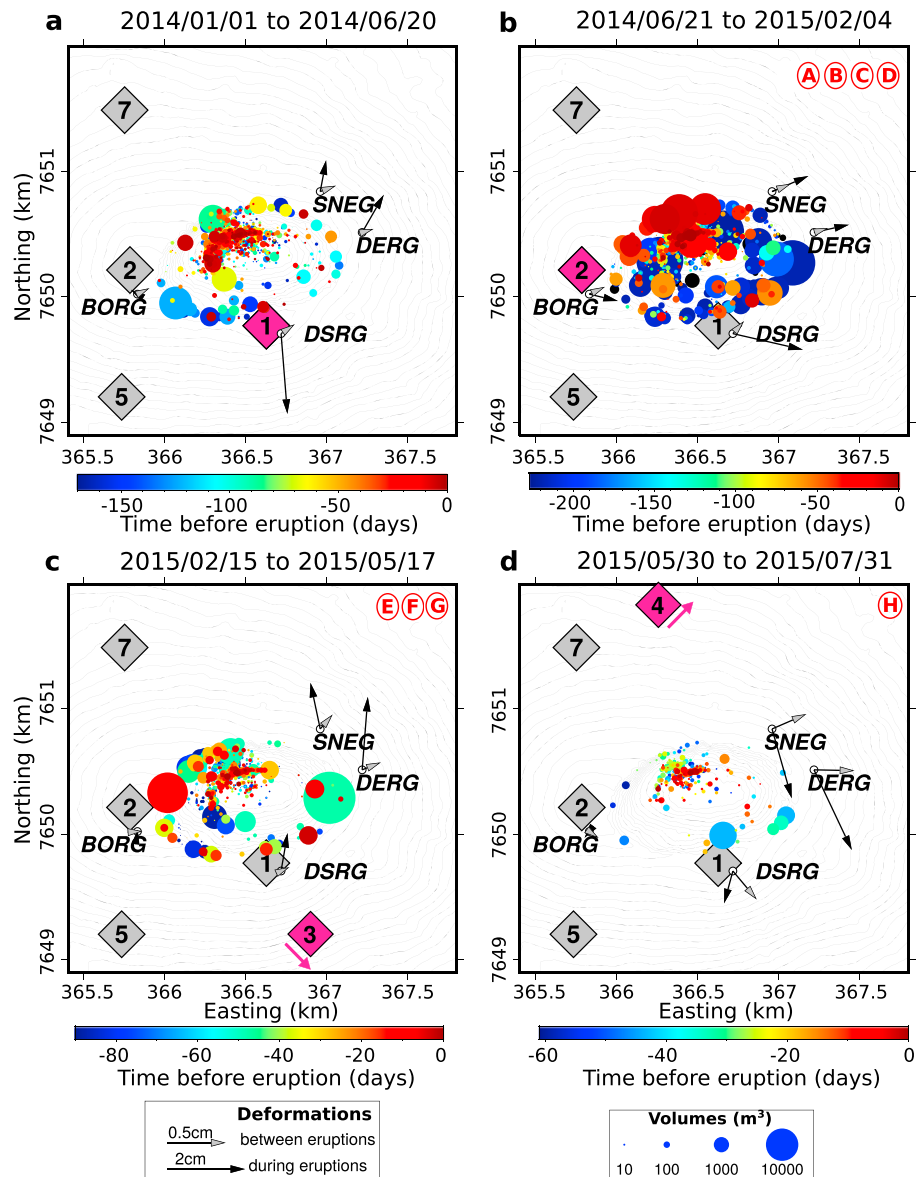 a 2014/01/01 to 2014/06/20
b 2014/06/21 to 2015/02/04
A B C D
7
7
7651
SNEG
SNEG
DERG
DERG
Northing (km)
2
2
7650
BORG
BORG
1
DSRG
1
DSRG
5
5
7649
7649
365.5 366 366.5 367 367.5
365.5 366 366.5 367 367.5
-150 -100 -50 0
-200 -150 -100 -50 0
Time before eruption (days)
Time before eruption (days)
c 2015/02/15 to 2015/05/17
d 2015/05/30 to 2015/07/31
E F G
4
H
7
7
7651
7651
SNEG
SNEG
DERG
DERG
Northing (km)
2
2
7650
7650
BORG
BORG
1
DSRG
1
DSRG
5
3
5
7649
7649
365.5 366 366.5 367 367.5
365.5 366 366.5 367 367.5
Easting (km)
Easting (km)
-80 -60 -40 -20 0
-60 -40 -20 0
Time before eruption (days)
Time before eruption (days)
Deformations
0.5cm between eruptions
2cm during eruptions
Volumes (m³)
10 100 1000 10000